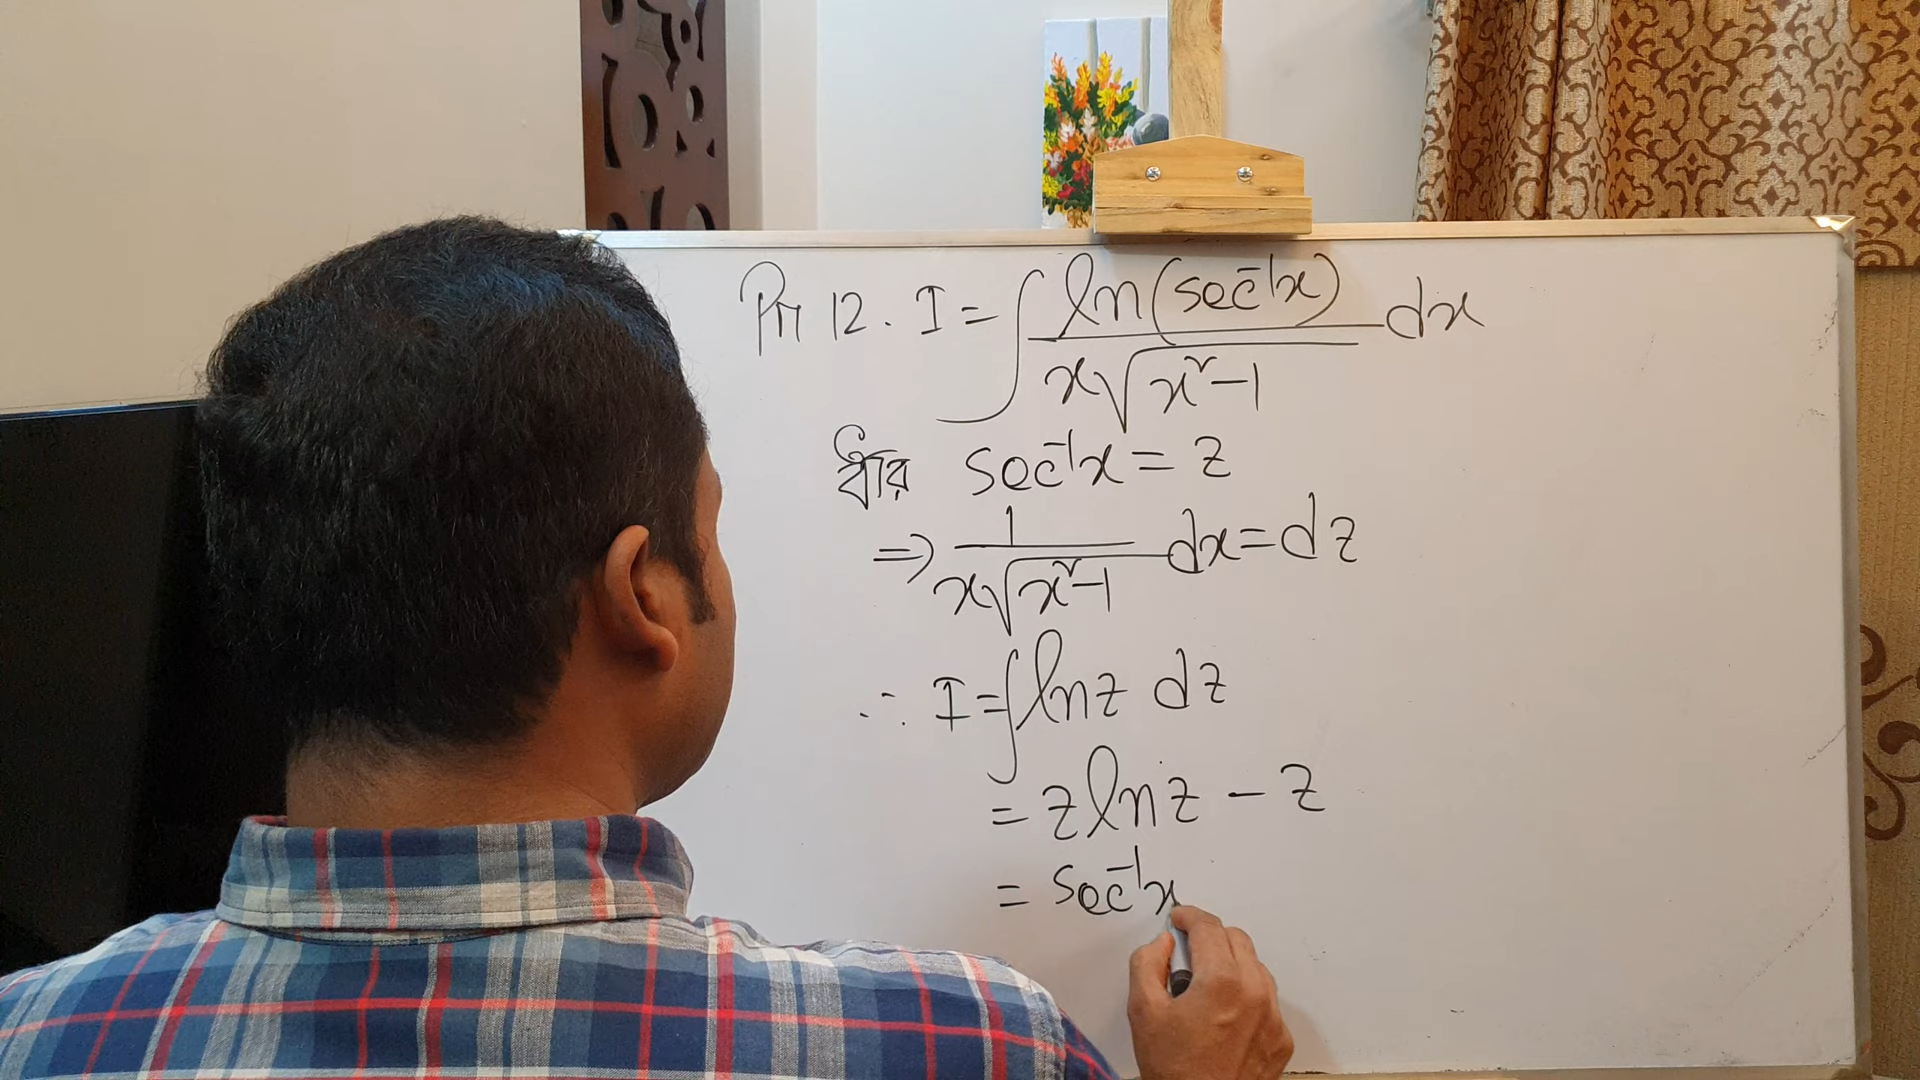 Pr 12. I = ∫ ln(sec⁻¹x) / x√(x²-1) dx
ধরি sec⁻¹x = z
⇒ 1 / x√(x²-1) dx = dz
∴ I = ∫ ln z dz
= z ln z - z
= sec⁻¹x